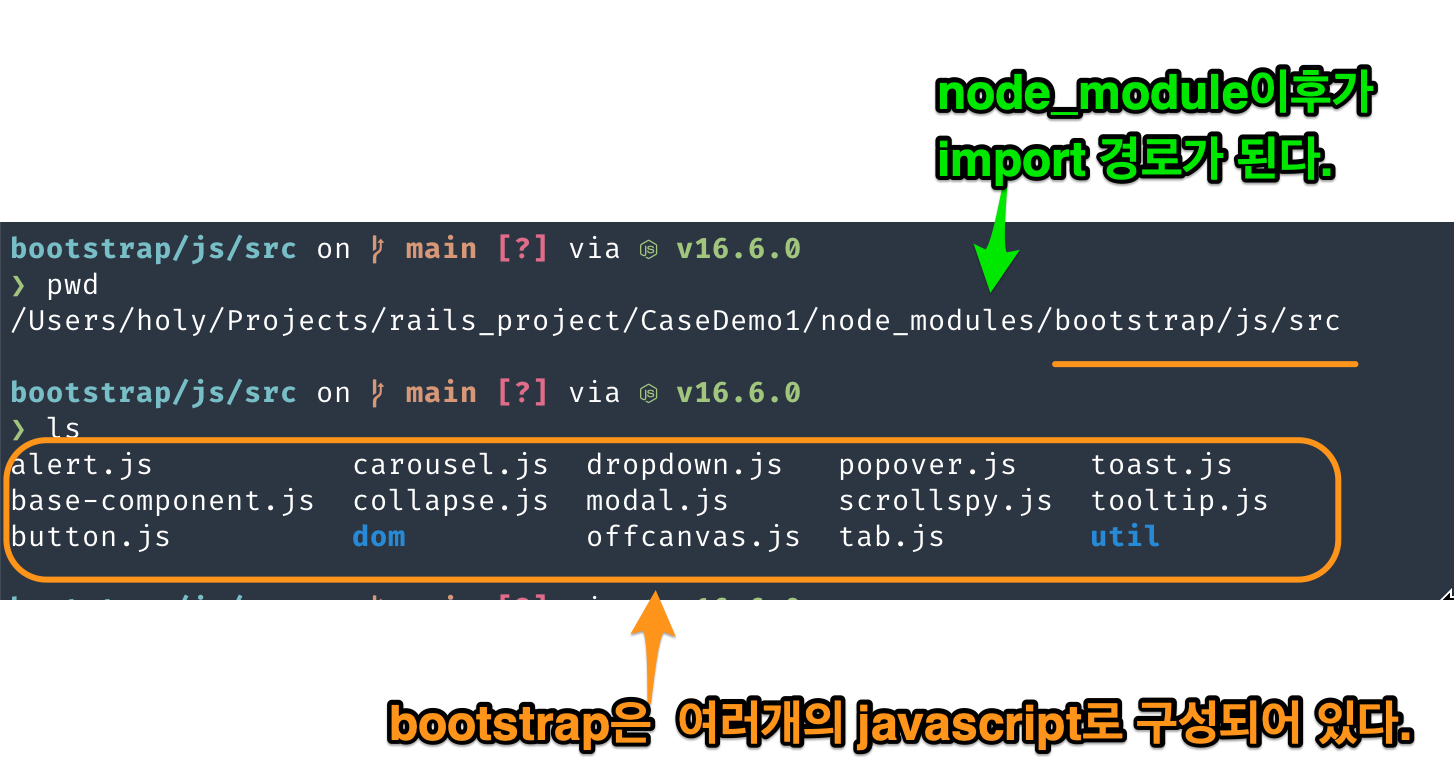 node_module이후가
import 경로가 된다.
bootstrap/js/src on main [?] via v16.6.0
❯ pwd
/Users/holy/Projects/rails_project/CaseDemo1/node_modules/bootstrap/js/src
bootstrap/js/src on main [?] via v16.6.0
❯ ls
alert.js carousel.js dropdown.js popover.js toast.js
base-component.js collapse.js modal.js scrollspy.js tooltip.js
button.js dom offcanvas.js tab.js util
bootstrap은 여러개의 javascript로 구성되어 있다.